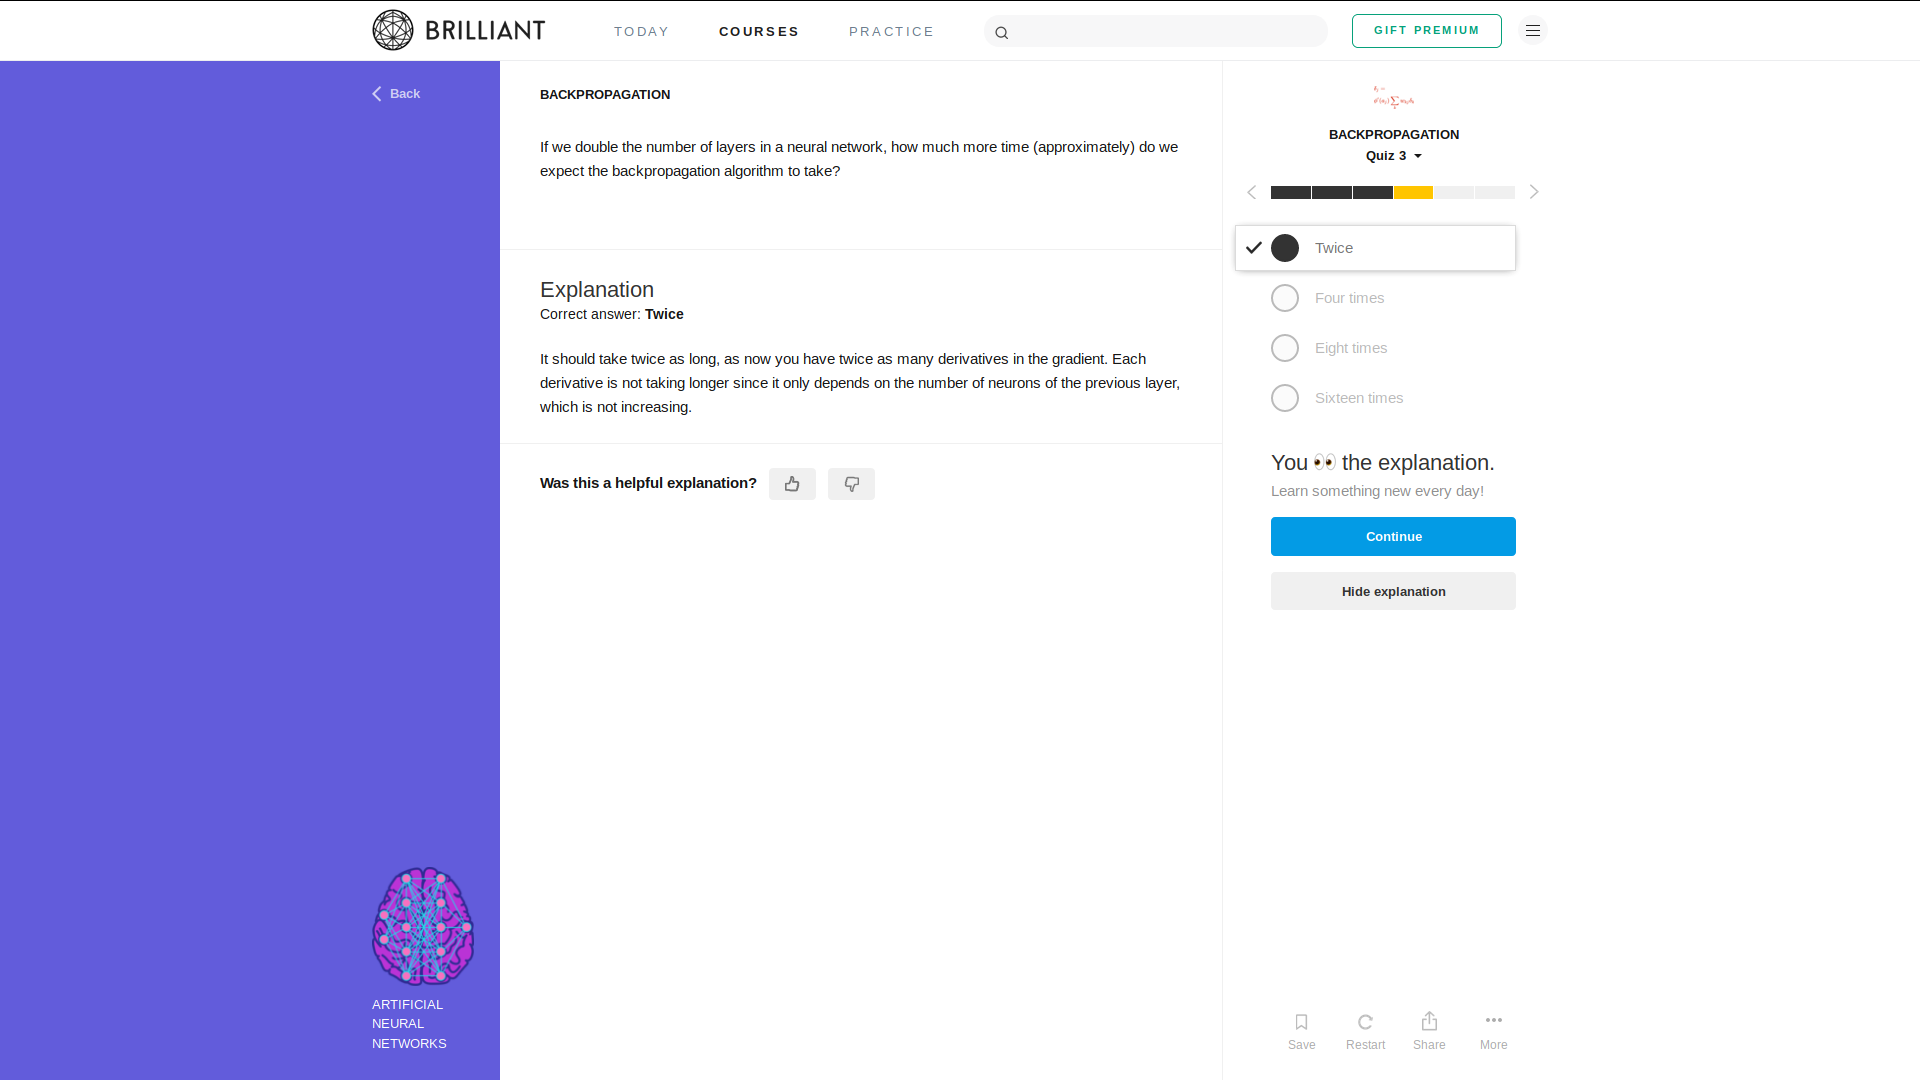 BRILLIANT
TODAY
COURSES
PRACTICE
GIFT PREMIUM
Back
BACKPROPAGATION
If we double the number of layers in a neural network, how much more time (approximately) do we
expect the backpropagation algorithm to take?
Explanation
Correct answer: Twice
It should take twice as long, as now you have twice as many derivatives in the gradient. Each
derivative is not taking longer since it only depends on the number of neurons of the previous layer,
which is not increasing.
Was this a helpful explanation?
BACKPROPAGATION
Quiz 3
Twice
Four times
Eight times
Sixteen times
You 👀 the explanation.
Learn something new every day!
Continue
Hide explanation
Save
Restart
Share
More
ARTIFICIAL
NEURAL
NETWORKS